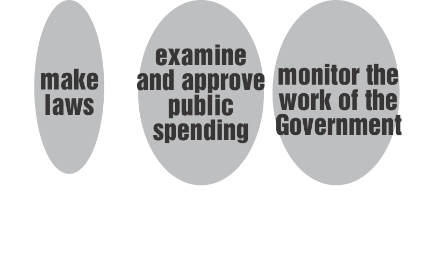 make
laws
examine
and approve
public
spending
monitor the
work of the
Government